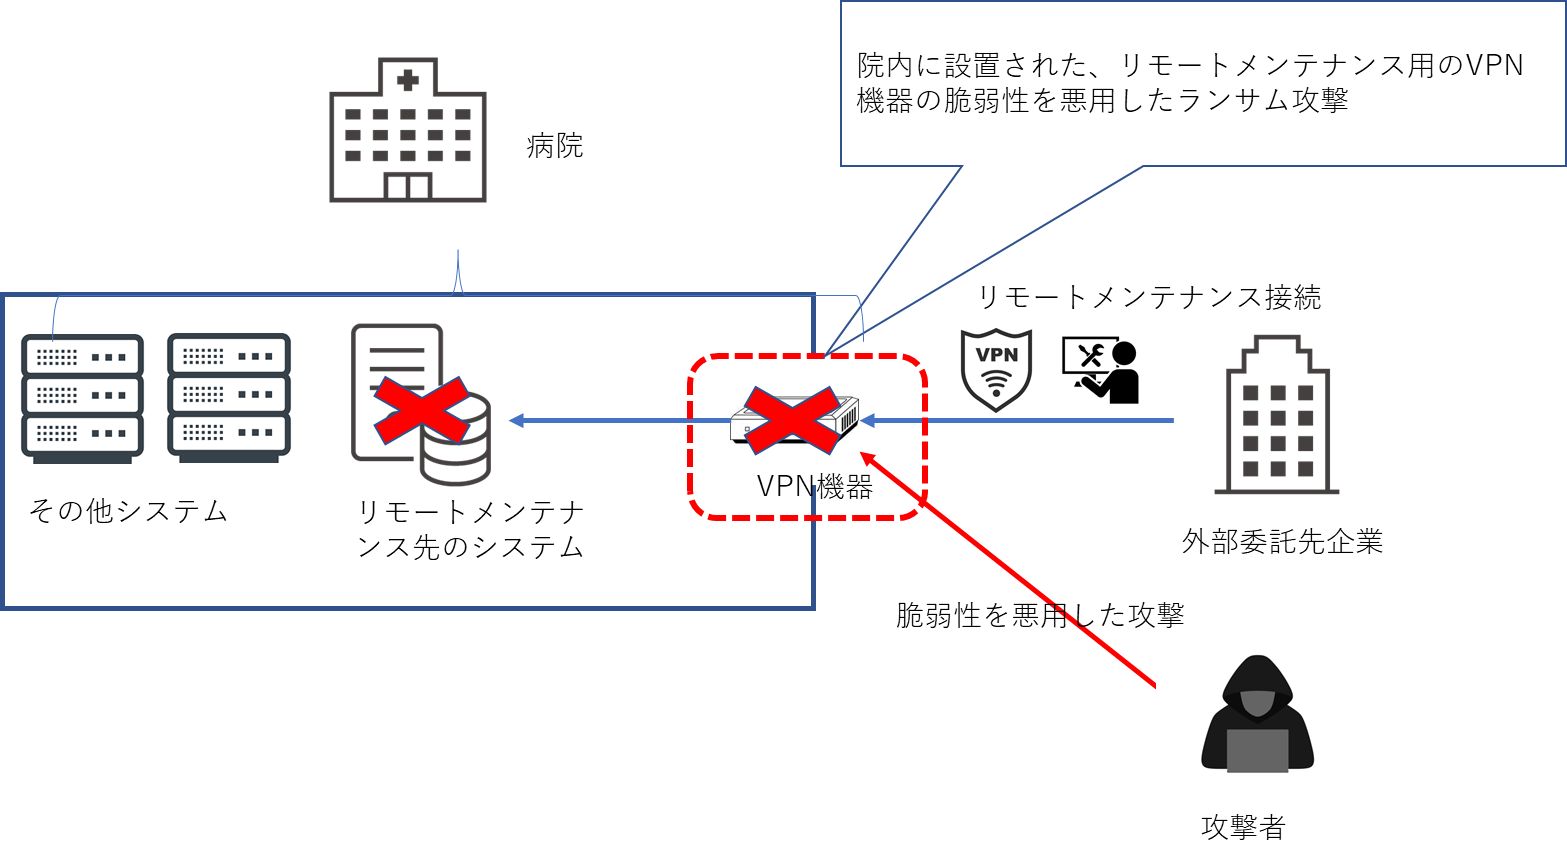 院内に設置された、リモートメンテナンス用のVPN
機器の脆弱性を悪用したランサム攻撃
病院
リモートメンテナンス接続
VPN
VPN機器
その他システム
リモートメンテナ
ンス先のシステム
外部委託先企業
脆弱性を悪用した攻撃
攻撃者